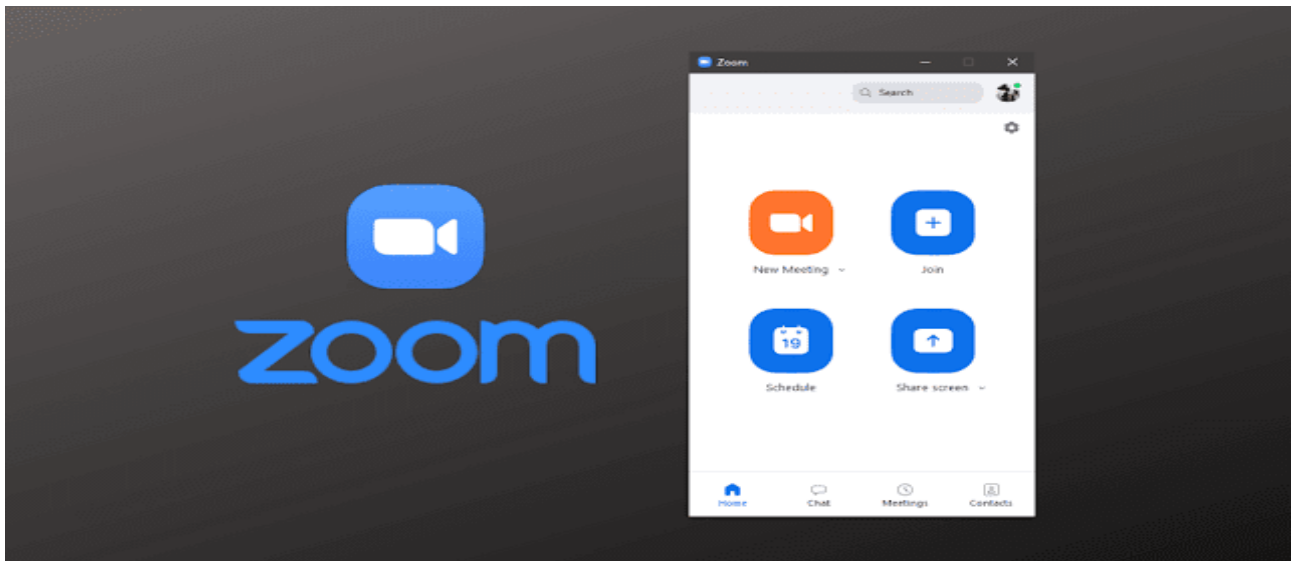 zoom
Zoom
Search
New Meeting
Join
19
Schedule
Share screen
Home
Chat
Meetings
Contacts